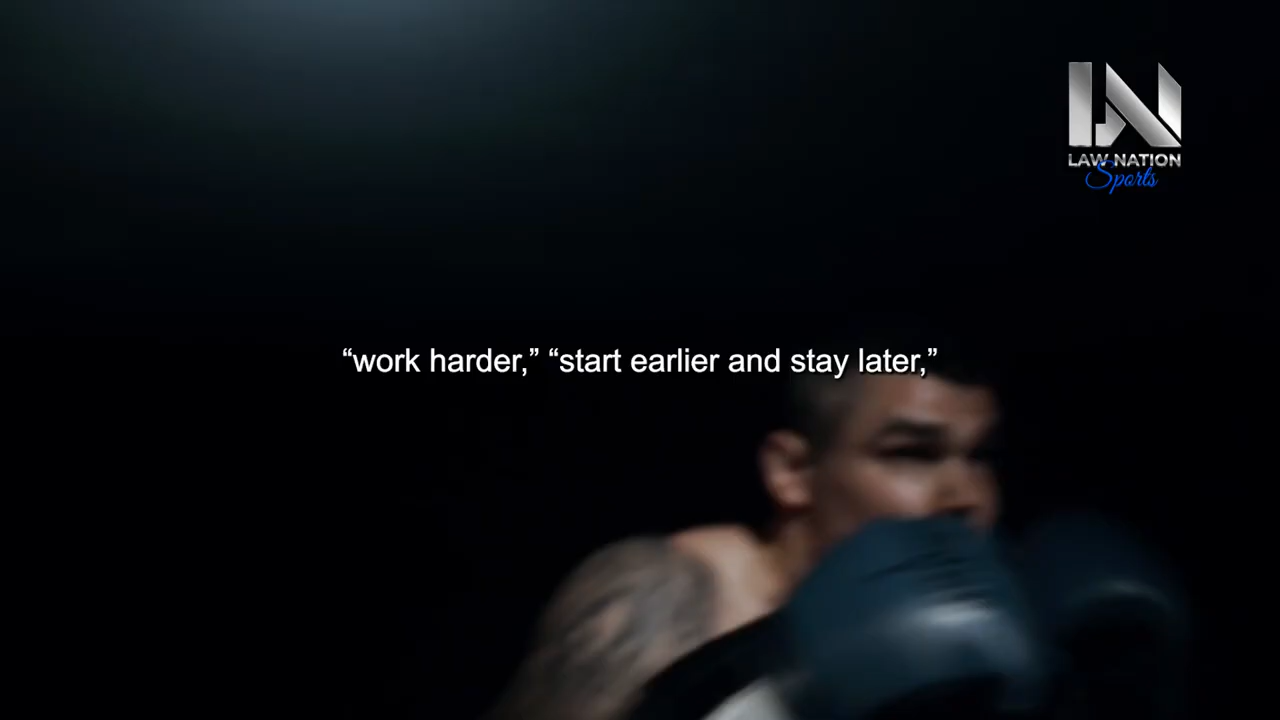 LAW NATION
Sports
“work harder,” “start earlier and stay later,”